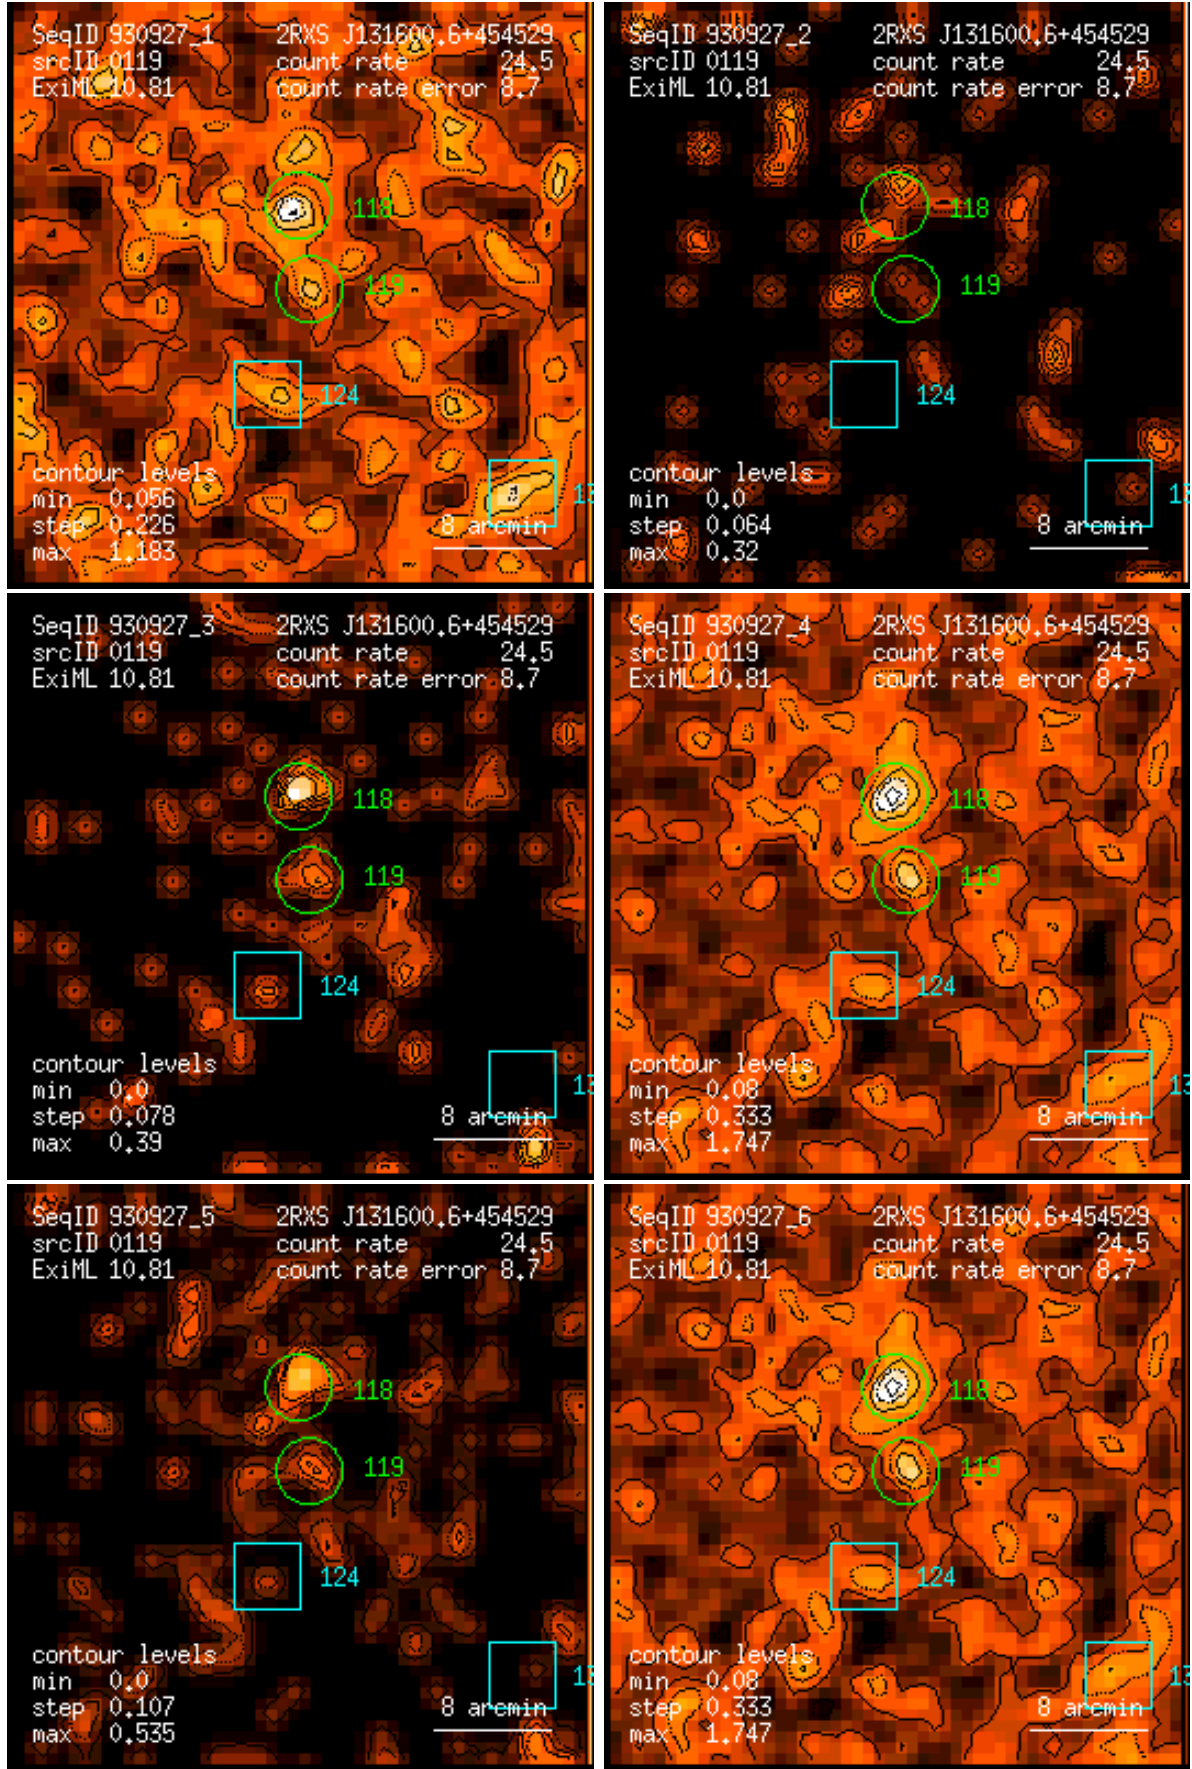 SeqID 930927_1 2RXS J131600.6+454529
srcID 0119 count rate 24.5
ExiML 10.81 count rate error 8.7
118
119
124
contour levels
min 0.056
13
step 0.226 8 arcmin
max 1.183
SeqID 930927_2 2RXS J131600.6+454529
srcID 0119 count rate 24.5
ExiML 10.81 count rate error 8.7
118
119
124
contour levels
min 0.0
13
step 0.064 8 arcmin
max 0.32
SeqID 930927_3 2RXS J131600.6+454529
srcID 0119 count rate 24.5
ExiML 10.81 count rate error 8.7
118
119
124
contour levels
min 0.0
13
step 0.078 8 arcmin
max 0.39
SeqID 930927_4 2RXS J131600.6+454529
srcID 0119 count rate 24.5
ExiML 10.81 count rate error 8.7
118
119
124
contour levels
min 0.08
13
step 0.333 8 arcmin
max 1.747
SeqID 930927_5 2RXS J131600.6+454529
srcID 0119 count rate 24.5
ExiML 10.81 count rate error 8.7
118
119
124
contour levels
min 0.0
13
step 0.107 8 arcmin
max 0.535
SeqID 930927_6 2RXS J131600.6+454529
srcID 0119 count rate 24.5
ExiML 10.81 count rate error 8.7
118
119
124
contour levels
min 0.08
13
step 0.333 8 arcmin
max 1.747